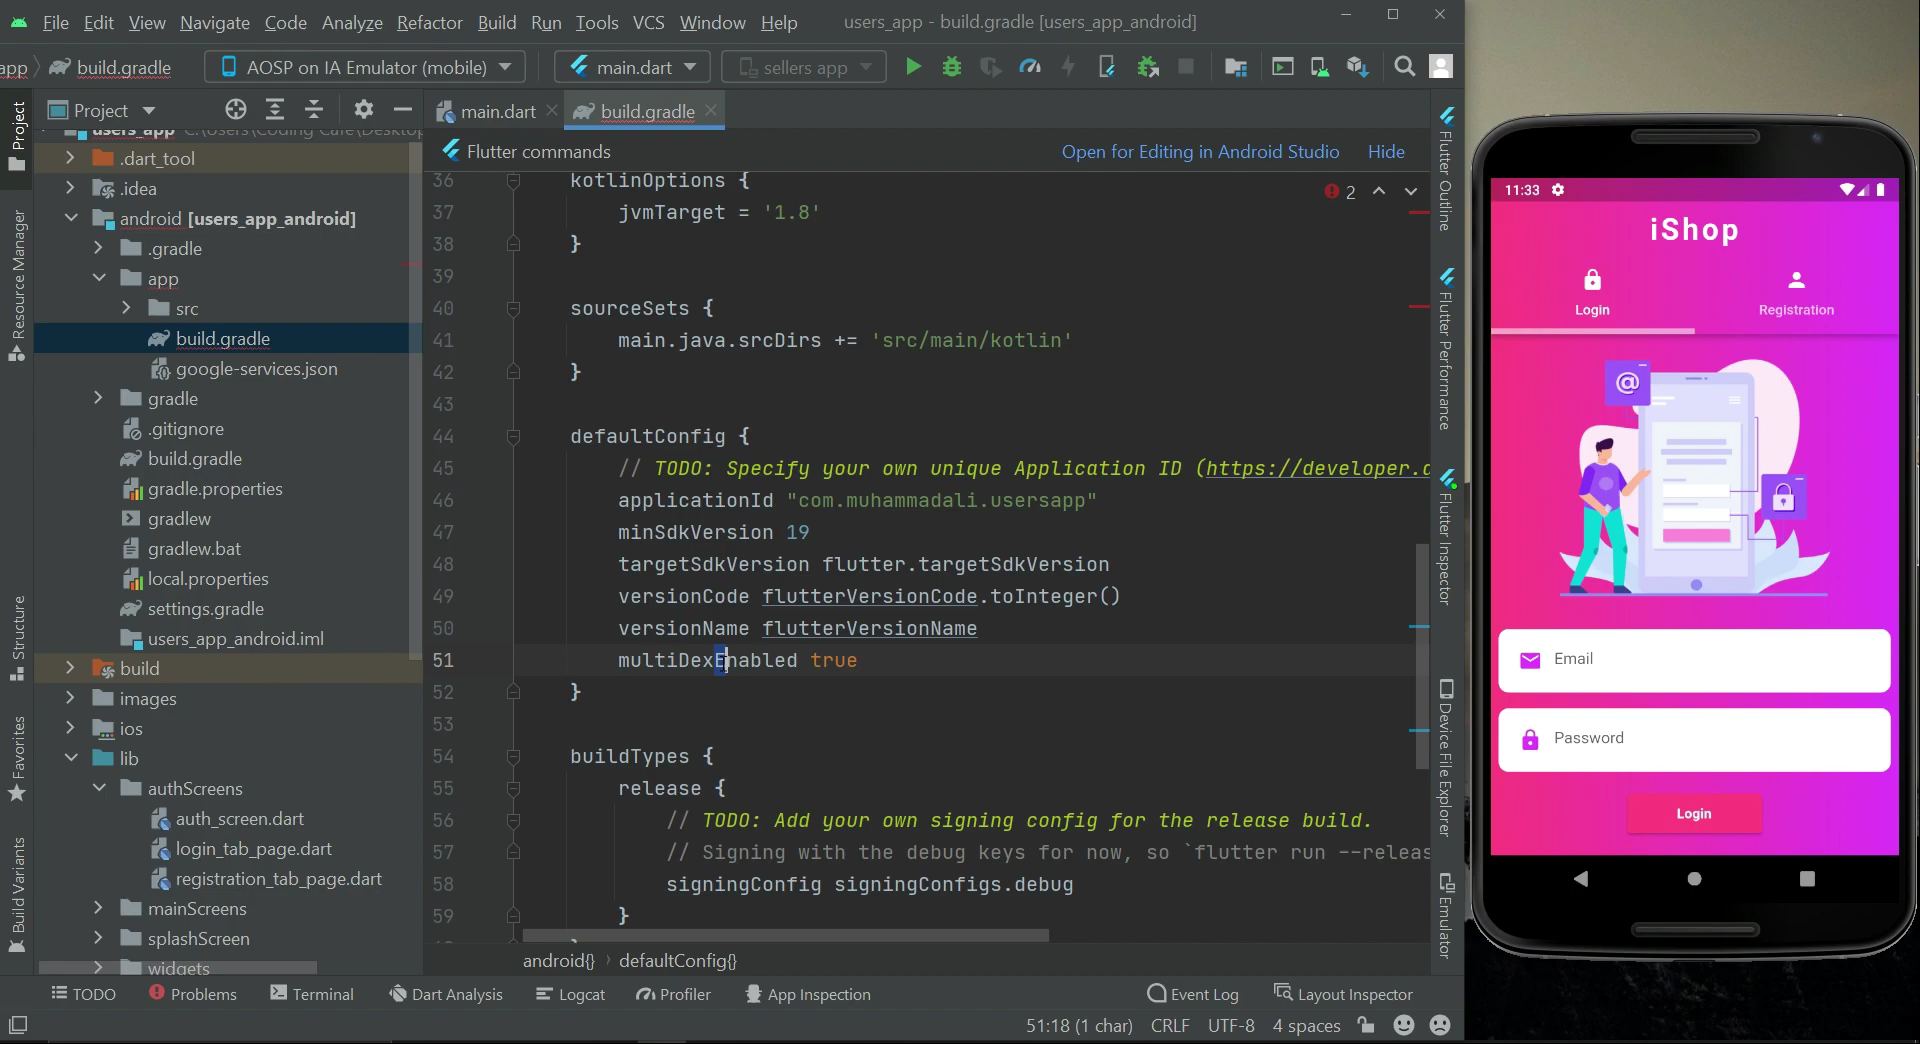 File Edit View Navigate Code Analyze Refactor Build Run Tools VCS Window Help users_app - build.gradle [users_app_android]
app build.gradle AOSP on IA Emulator (mobile) main.dart sellers app
Project main.dart build.gradle
users_app
Flutter commands Open for Editing in Android Studio Hide
.dart_tool
.idea
android [users_app_android]
.gradle
app
src
build.gradle
google-services.json
gradle
.gitignore
build.gradle
gradle.properties
gradlew
gradlew.bat
local.properties
settings.gradle
users_app_android.iml
build
images
ios
lib
authScreens
auth_screen.dart
login_tab_page.dart
registration_tab_page.dart
mainScreens
splashScreen
widgets
Project
Resource Manager
Structure
Favorites
Build Variants
2
36 kotlinOptions {
37 jvmTarget = '1.8'
38 }
39
40 sourceSets {
41 main.java.srcDirs += 'src/main/kotlin'
42 }
43
44 defaultConfig {
45 // TODO: Specify your own unique Application ID (https://developer.
46 applicationId "com.muhammadali.usersapp"
47 minSdkVersion 19
48 targetSdkVersion flutter.targetSdkVersion
49 versionCode flutterVersionCode.toInteger()
50 versionName flutterVersionName
51 multiDexEnabled true
52 }
53
54 buildTypes {
55 release {
56 // TODO: Add your own signing config for the release build.
57 // Signing with the debug keys for now, so `flutter run --releas
58 signingConfig signingConfigs.debug
59 }
android{} › defaultConfig{}
Flutter Outline
Flutter Performance
Flutter Inspector
Device File Explorer
Emulator
TODO Problems Terminal Dart Analysis Logcat Profiler App Inspection Event Log Layout Inspector
51:18 (1 char) CRLF UTF-8 4 spaces
11:33
iShop
Login Registration
@
Email
Password
Login